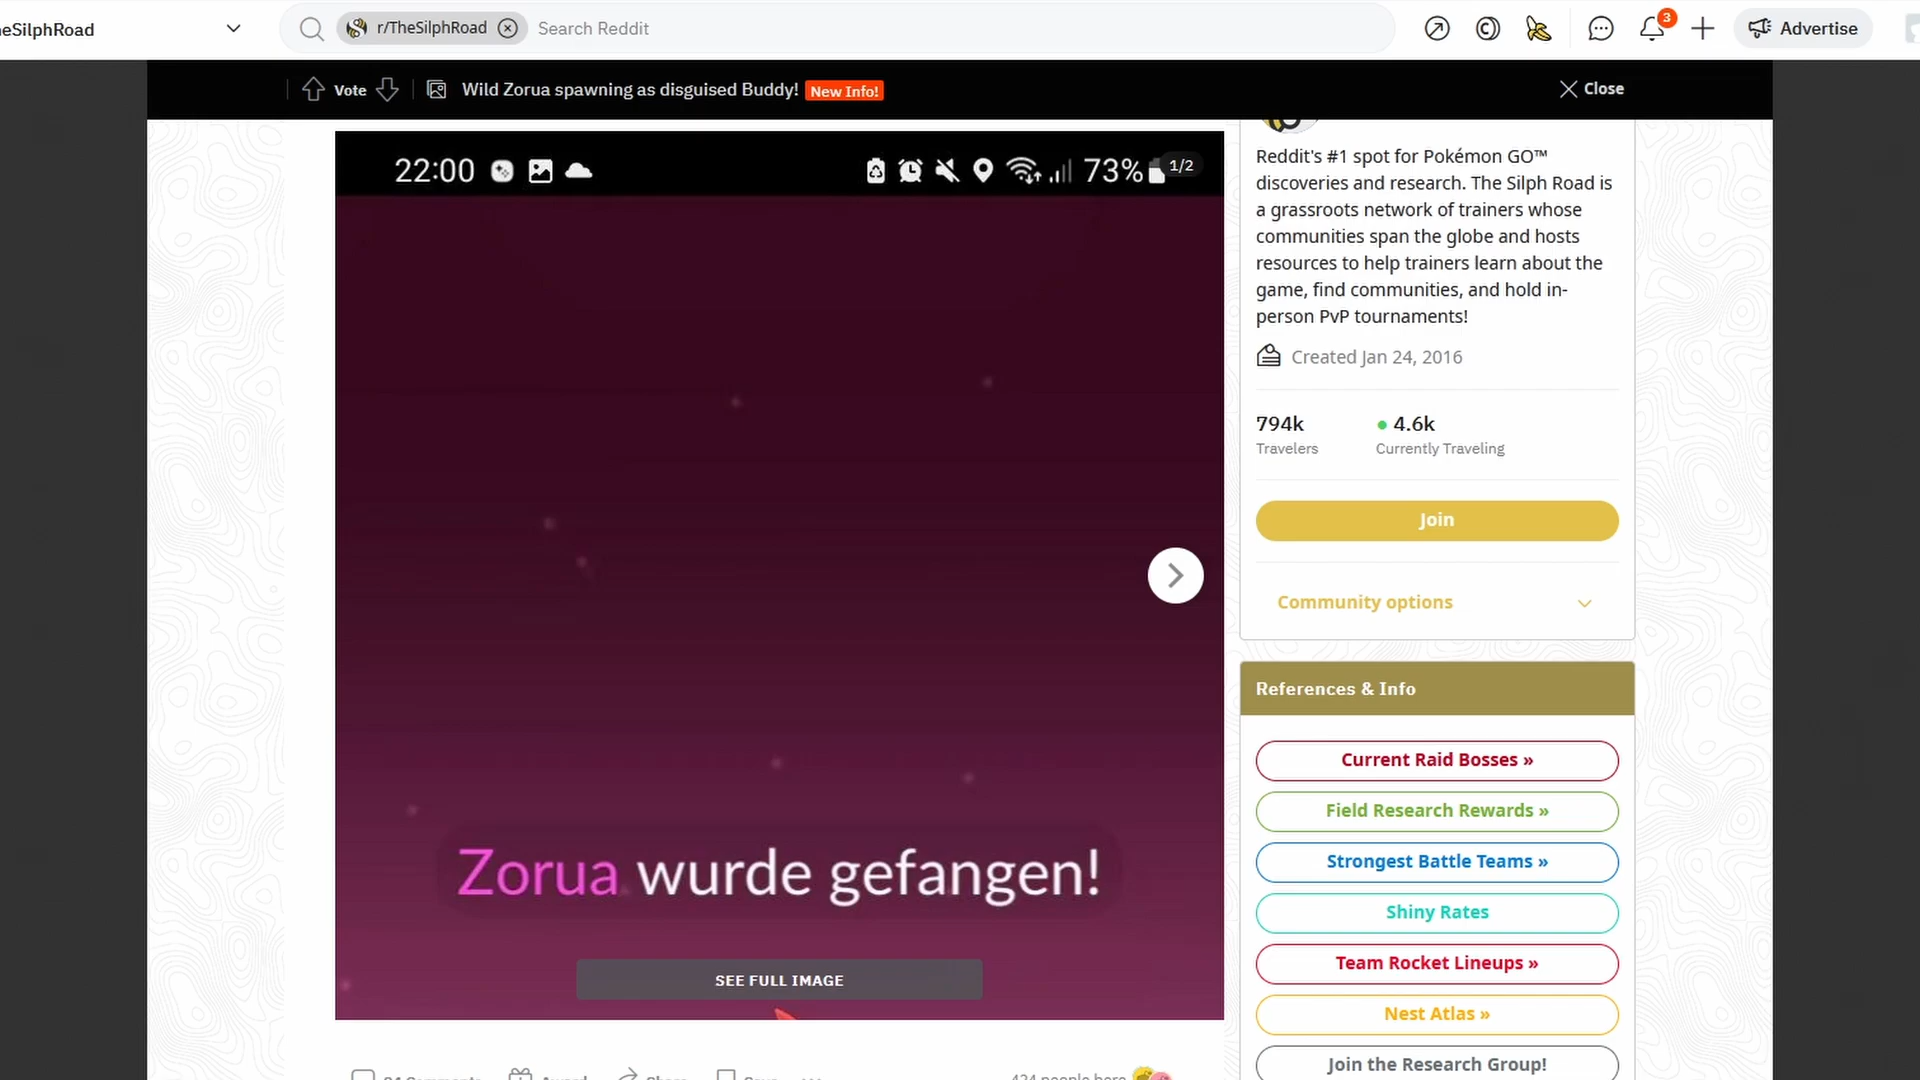 eSilphRoad
r/TheSilphRoad
Search Reddit
3
Advertise
Vote
Wild Zorua spawning as disguised Buddy! New Info!
Close
22:00
73%
1/2
Zorua wurde gefangen!
SEE FULL IMAGE
Reddit's #1 spot for Pokémon GO™
discoveries and research. The Silph Road is
a grassroots network of trainers whose
communities span the globe and hosts
resources to help trainers learn about the
game, find communities, and hold in-
person PvP tournaments!
Created Jan 24, 2016
794k
Travelers
4.6k
Currently Traveling
Join
Community options
References & Info
Current Raid Bosses »
Field Research Rewards »
Strongest Battle Teams »
Shiny Rates
Team Rocket Lineups »
Nest Atlas »
Join the Research Group!